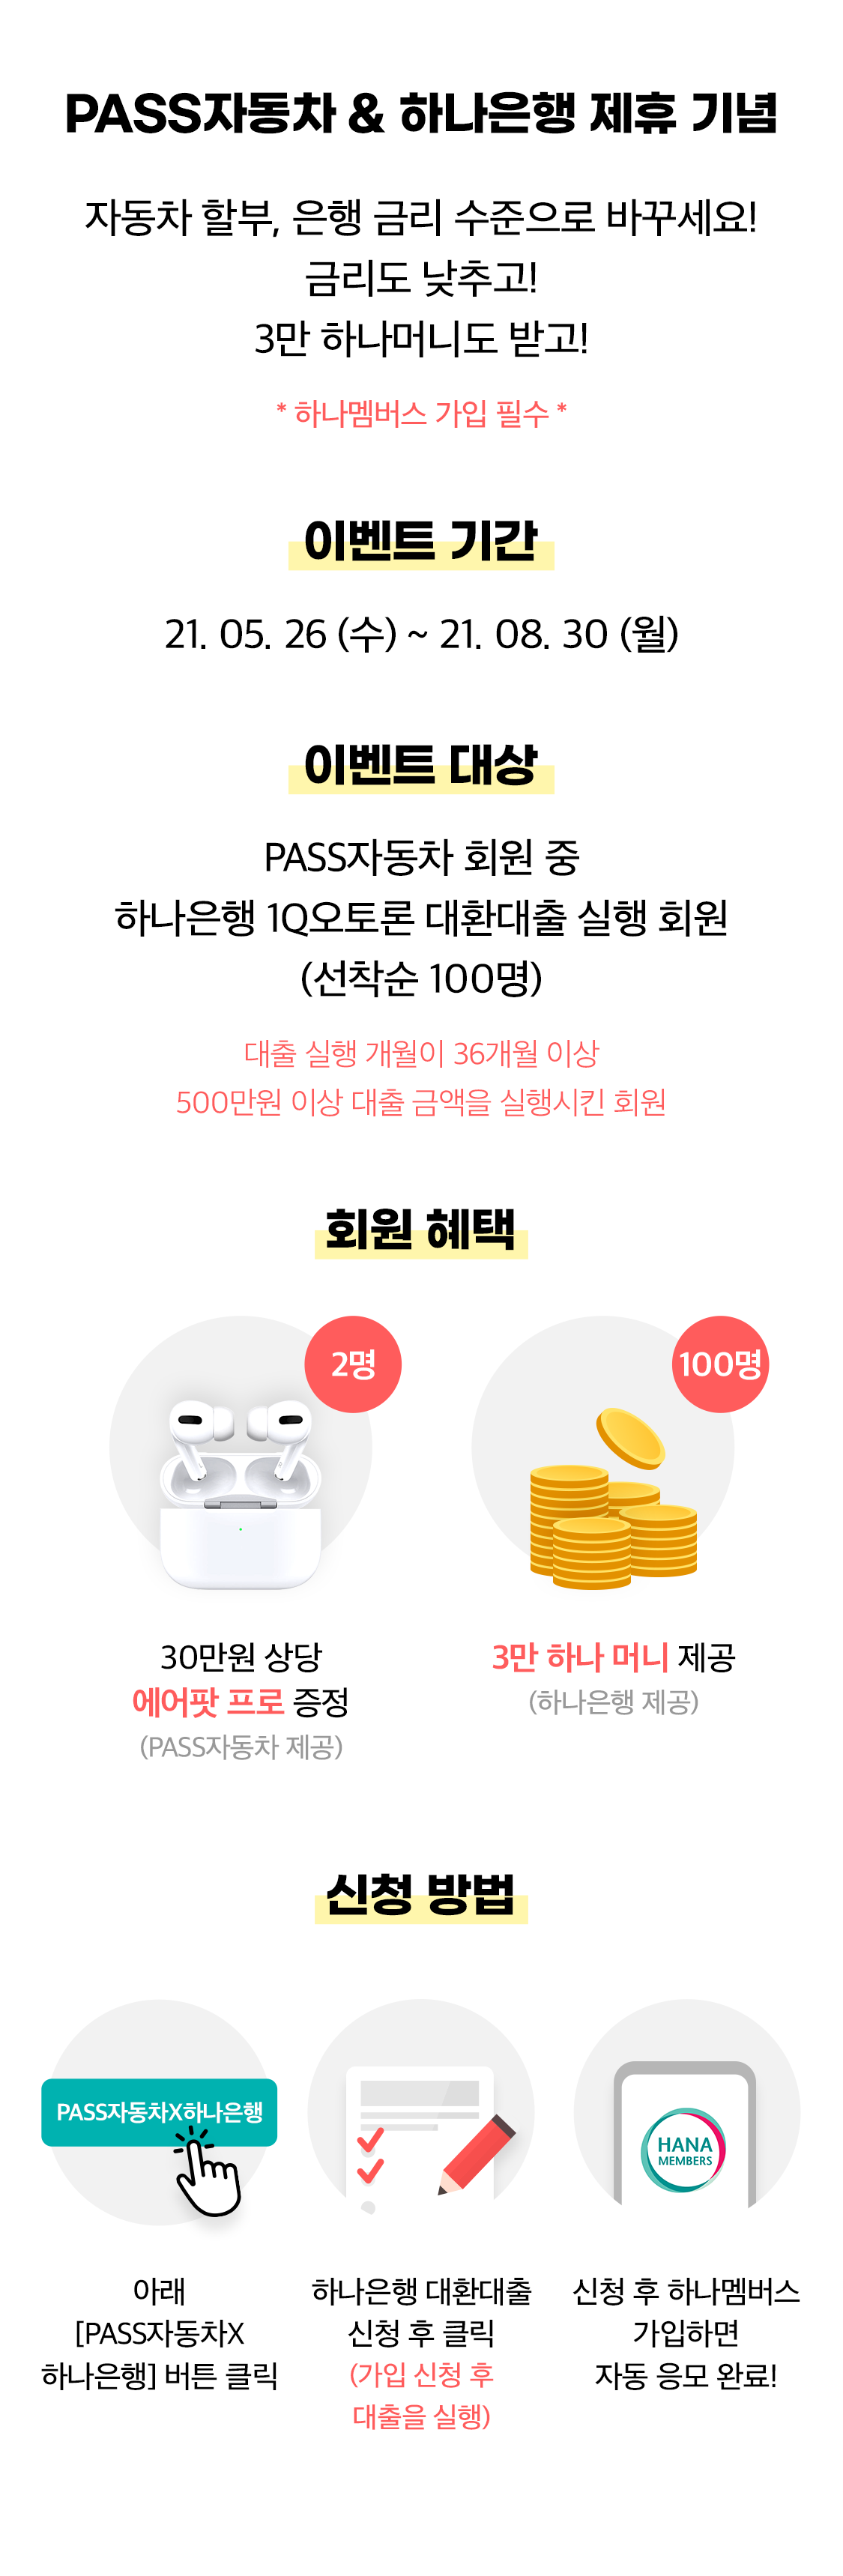 PASS자동차 & 하나은행 제휴 기념
자동차 할부, 은행 금리 수준으로 바꾸세요!
금리도 낮추고!
3만 하나머니도 받고!
* 하나멤버스 가입 필수 *
이벤트 기간
21. 05. 26 (수) ~ 21. 08. 30 (월)
이벤트 대상
PASS자동차 회원 중
하나은행 1Q오토론 대환대출 실행 회원
(선착순 100명)
대출 실행 개월이 36개월 이상
500만원 이상 대출 금액을 실행시킨 회원
회원 혜택
2명
30만원 상당
에어팟 프로 증정
(PASS자동차 제공)
100명
3만 하나 머니 제공
(하나은행 제공)
신청 방법
PASS자동차X하나은행
아래
[PASS자동차X
하나은행] 버튼 클릭
하나은행 대환대출
신청 후 클릭
(가입 신청 후
대출을 실행)
HANA
MEMBERS
신청 후 하나멤버스
가입하면
자동 응모 완료!